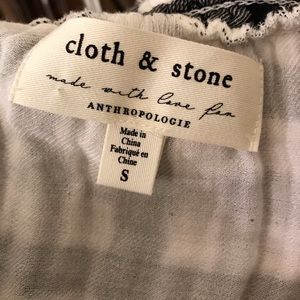 cloth & stone
made with love for
ANTHROPOLOGIE
Made in
China
Fabriqué en
Chine
S